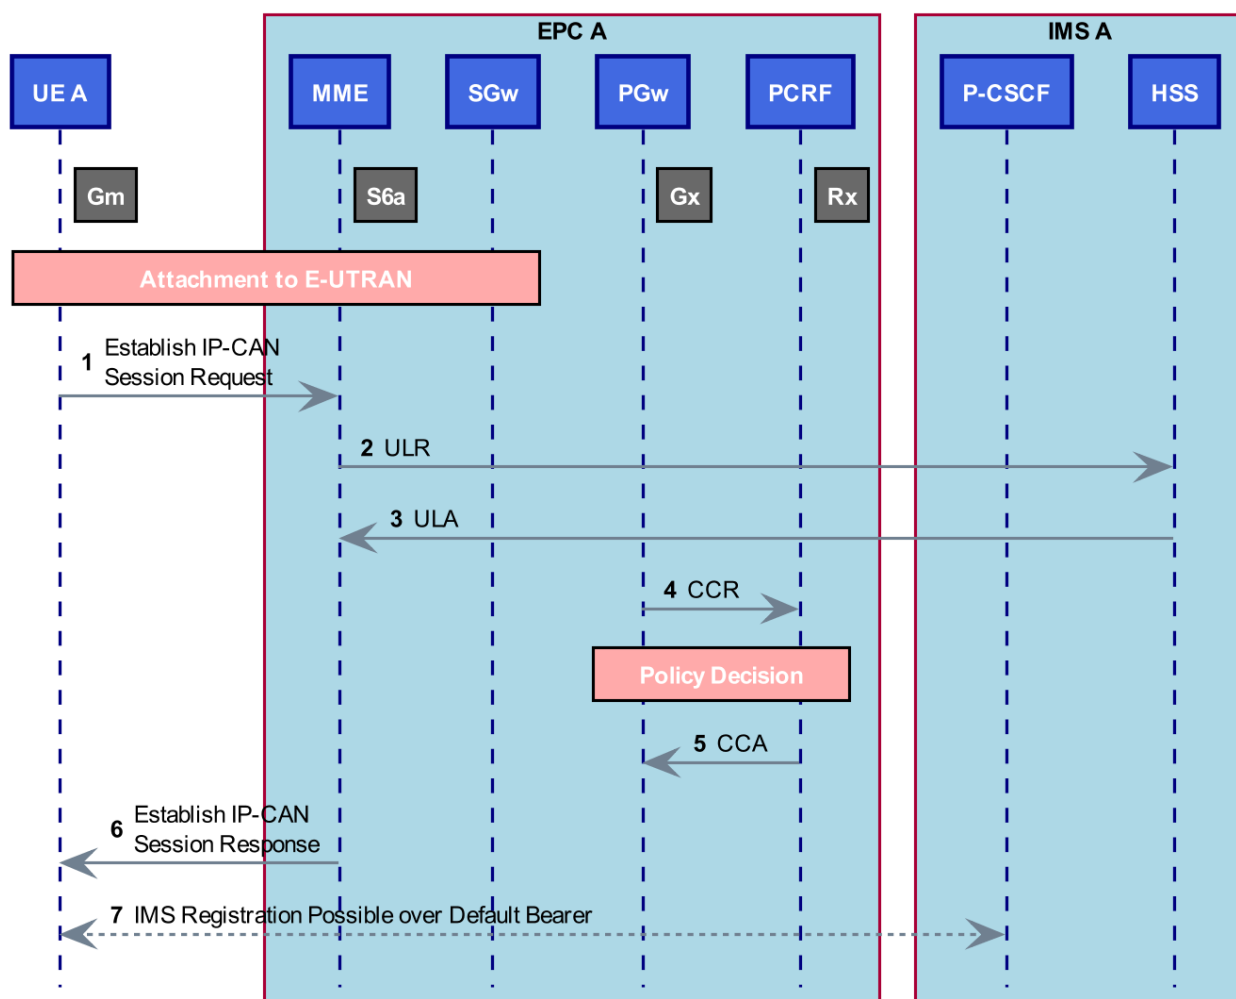 EPC A
IMS A
UE A
MME
SGw
PGw
PCRF
P-CSCF
HSS
Gm
S6a
Gx
Rx
Attachment to E-UTRAN
1 Establish IP-CAN
Session Request
2 ULR
3 ULA
4 CCR
Policy Decision
5 CCA
6 Establish IP-CAN
Session Response
7 IMS Registration Possible over Default Bearer